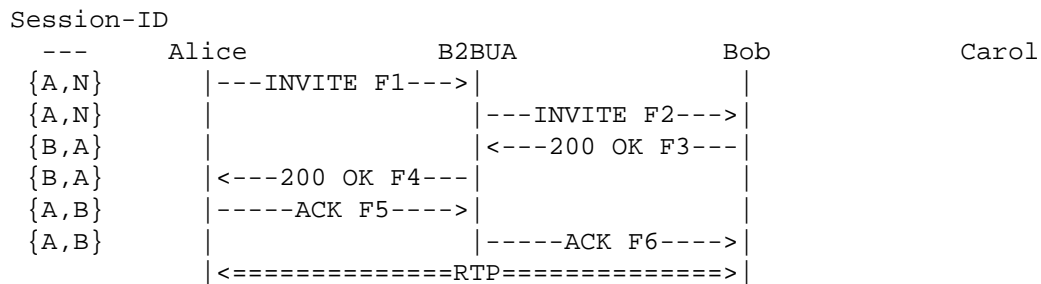 Session-ID
  ---     Alice            B2BUA             Bob            Carol
 {A,N}      |---INVITE F1--->|                |
 {A,N}      |                |---INVITE F2--->|
 {B,A}      |                |<---200 OK F3---|
 {B,A}      |<---200 OK F4---|                |
 {A,B}      |-----ACK F5---->|                |
 {A,B}      |                |-----ACK F6---->|
            |<==============RTP==============>|